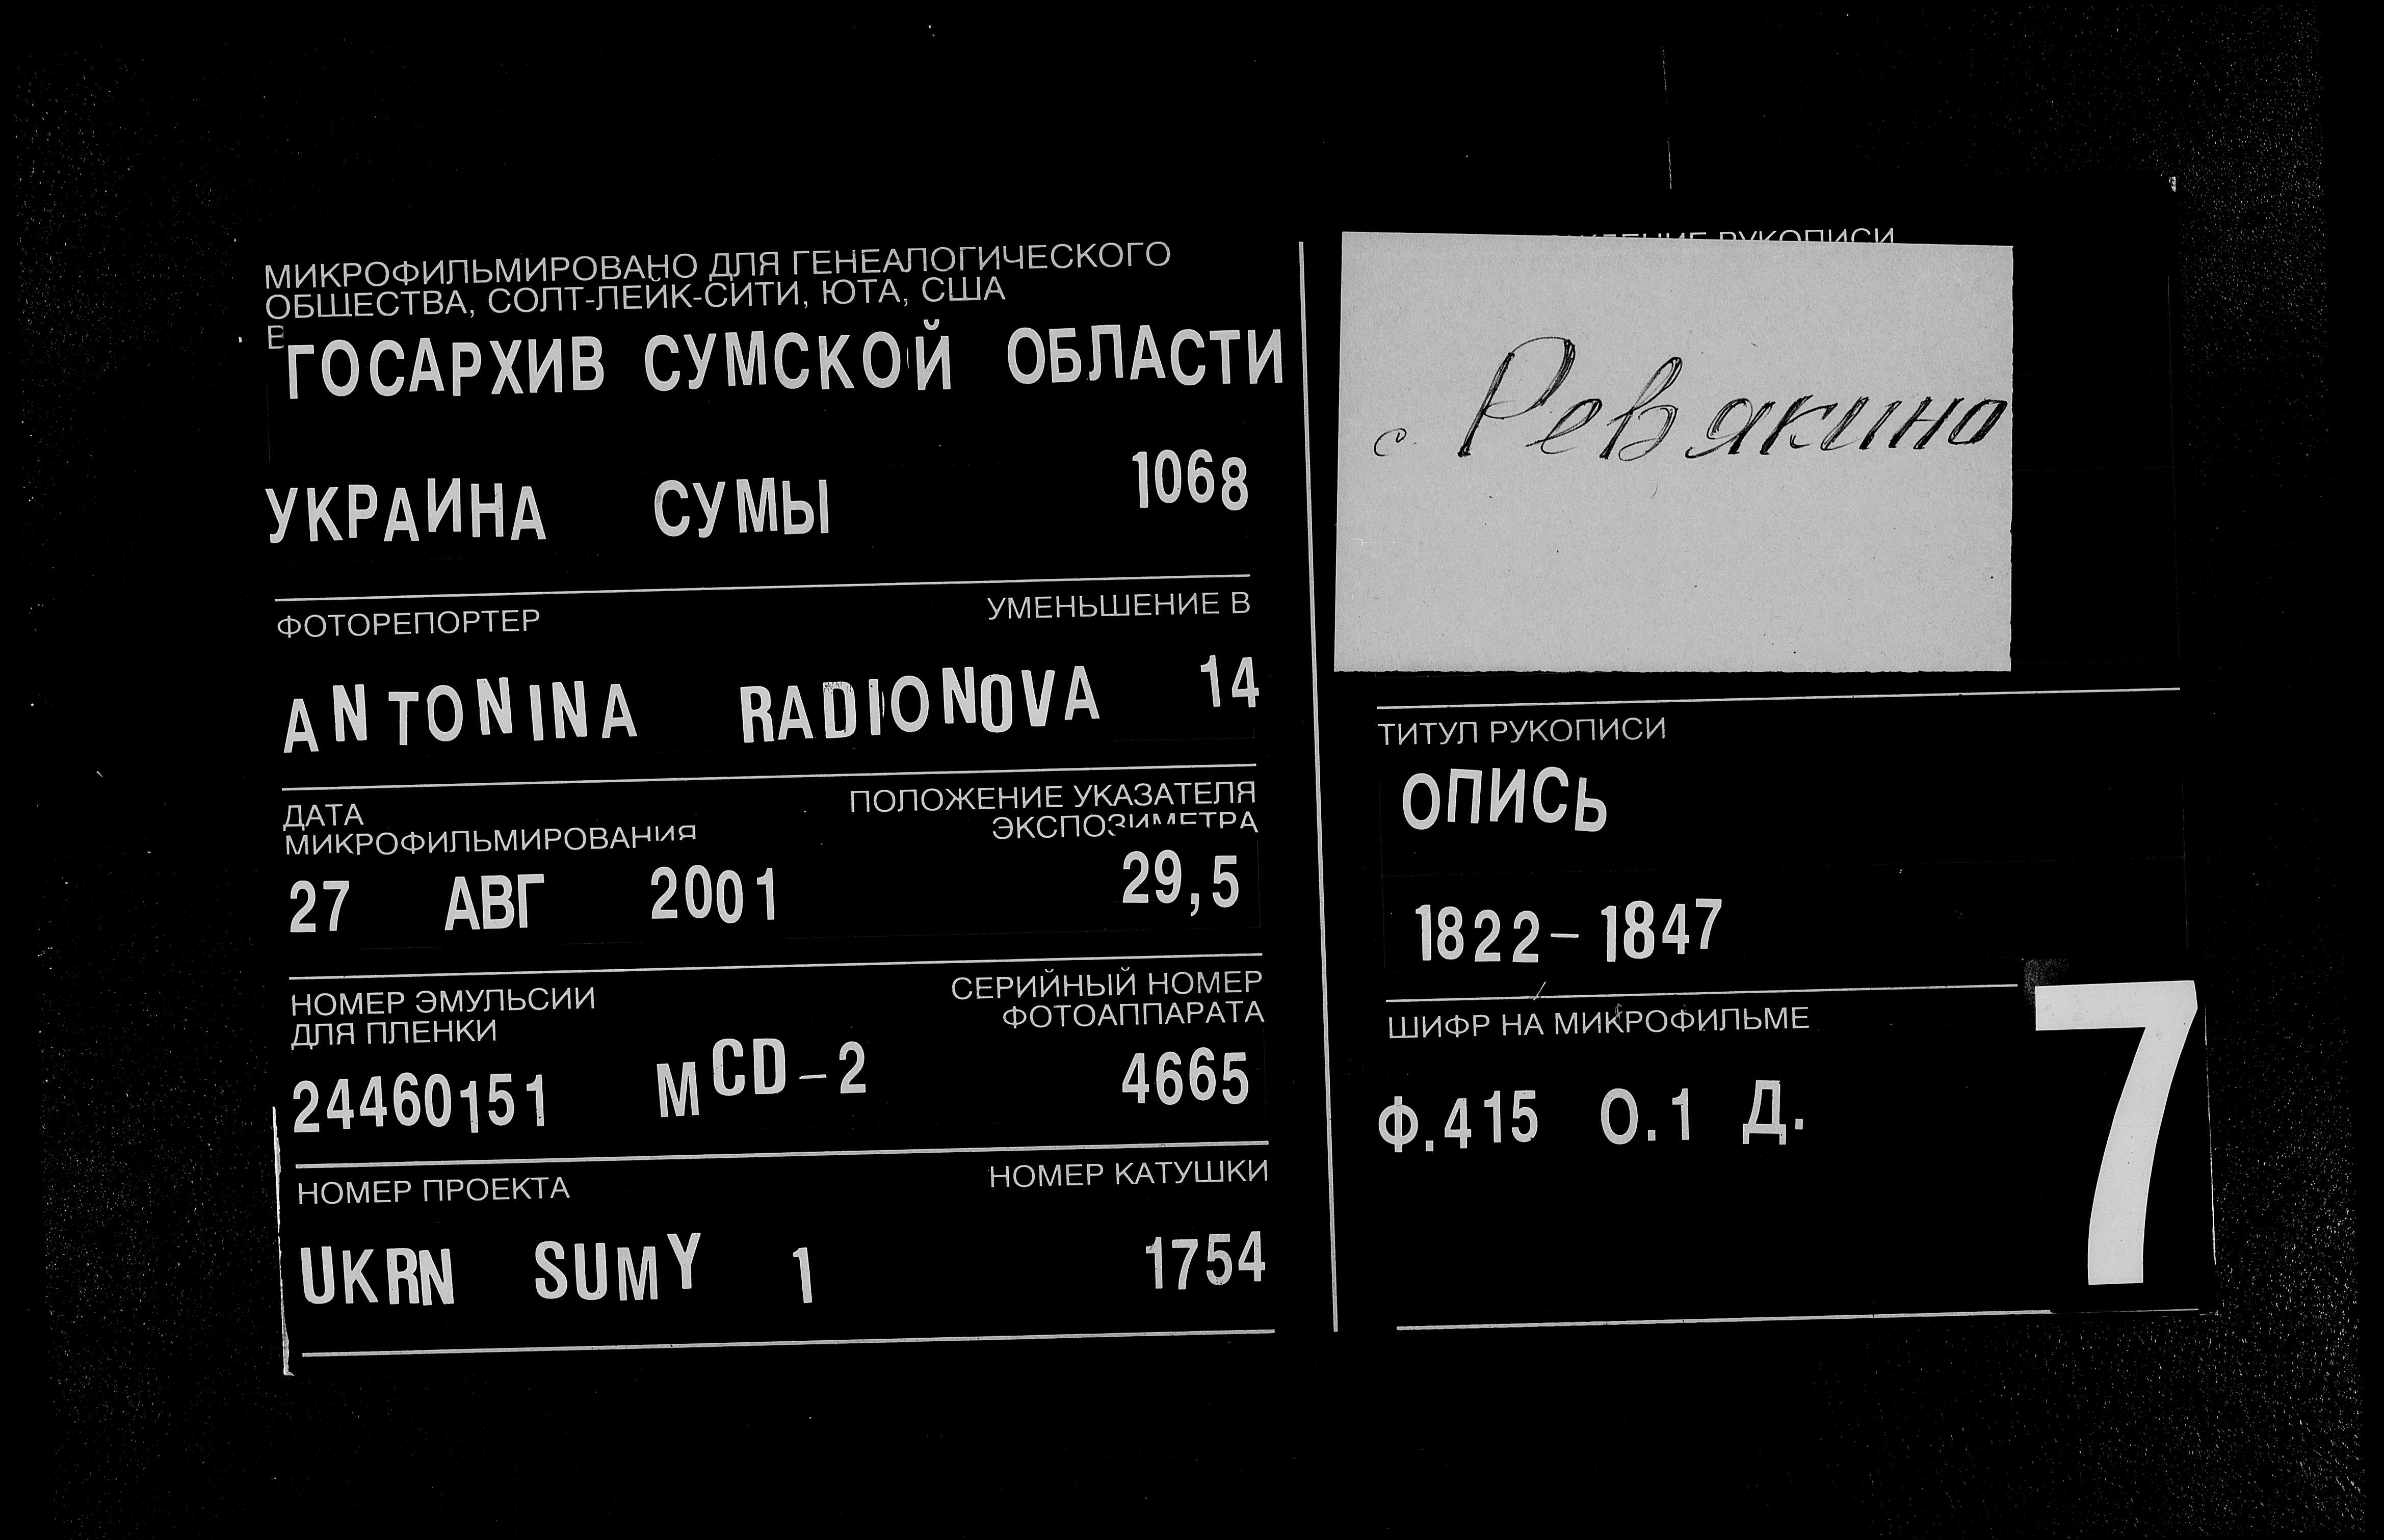 МИКРОФИЛЬМИРОВАНО ДЛЯ ГЕНЕАЛОГИЧЕСКОГО
ОБЩЕСТВА, СОЛТ-ЛЕЙК-СИТИ, ЮТА, США
В
ГОСАРХИВ СУМСКОЙ ОБЛАСТИ
УКРАИНА СУМЫ 1068
ФОТОРЕПОРТЕР УМЕНЬШЕНИЕ В
ANTONINA RADIONOVA 14
ДАТА
МИКРОФИЛЬМИРОВАНИЯ
ПОЛОЖЕНИЕ УКАЗАТЕЛЯ
ЭКСПОЗИМЕТРА
27 АВГ 2001 29,5
НОМЕР ЭМУЛЬСИИ
ДЛЯ ПЛЕНКИ
СЕРИЙНЫЙ НОМЕР
ФОТОАППАРАТА
24460151 MCD-2 4665
НОМЕР ПРОЕКТА НОМЕР КАТУШКИ
UKRN SUMY 1 1754
РУКОПИСИ
с Ревякино
ТИТУЛ РУКОПИСИ
ОПИСЬ
1822-1847
ШИФР НА МИКРОФИЛЬМЕ
Ф.415 О.1 Д.
7